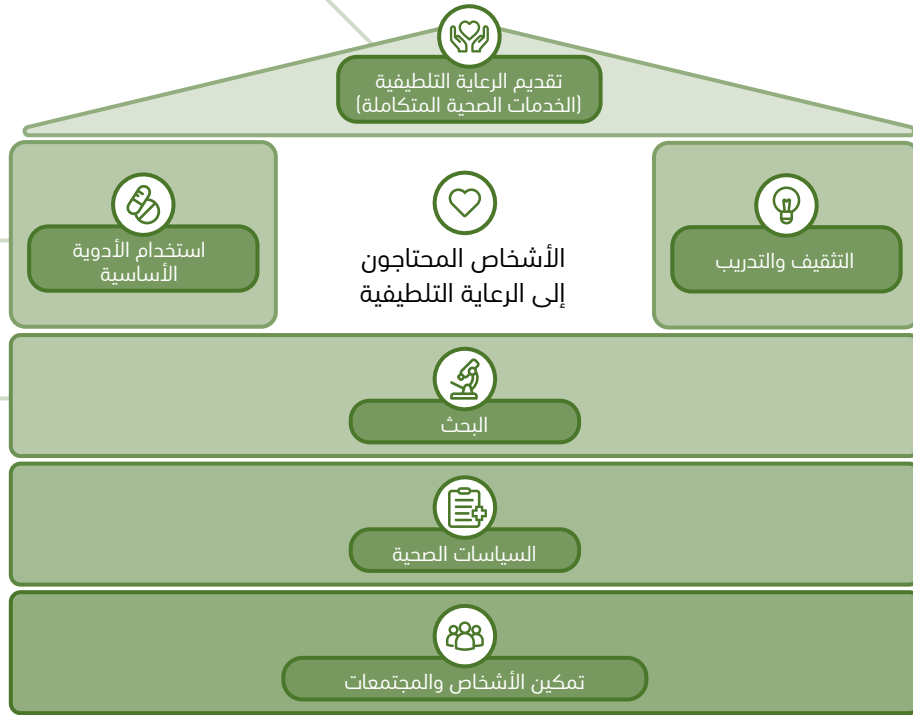 تقديم الرعاية التلطيفية
(الخدمات الصحية المتكاملة)
التثقيف والتدريب
الأشخاص المحتاجون
إلى الرعاية التلطيفية
استخدام الأدوية
الأساسية
البحث
السياسات الصحية
تمكين الأشخاص والمجتمعات